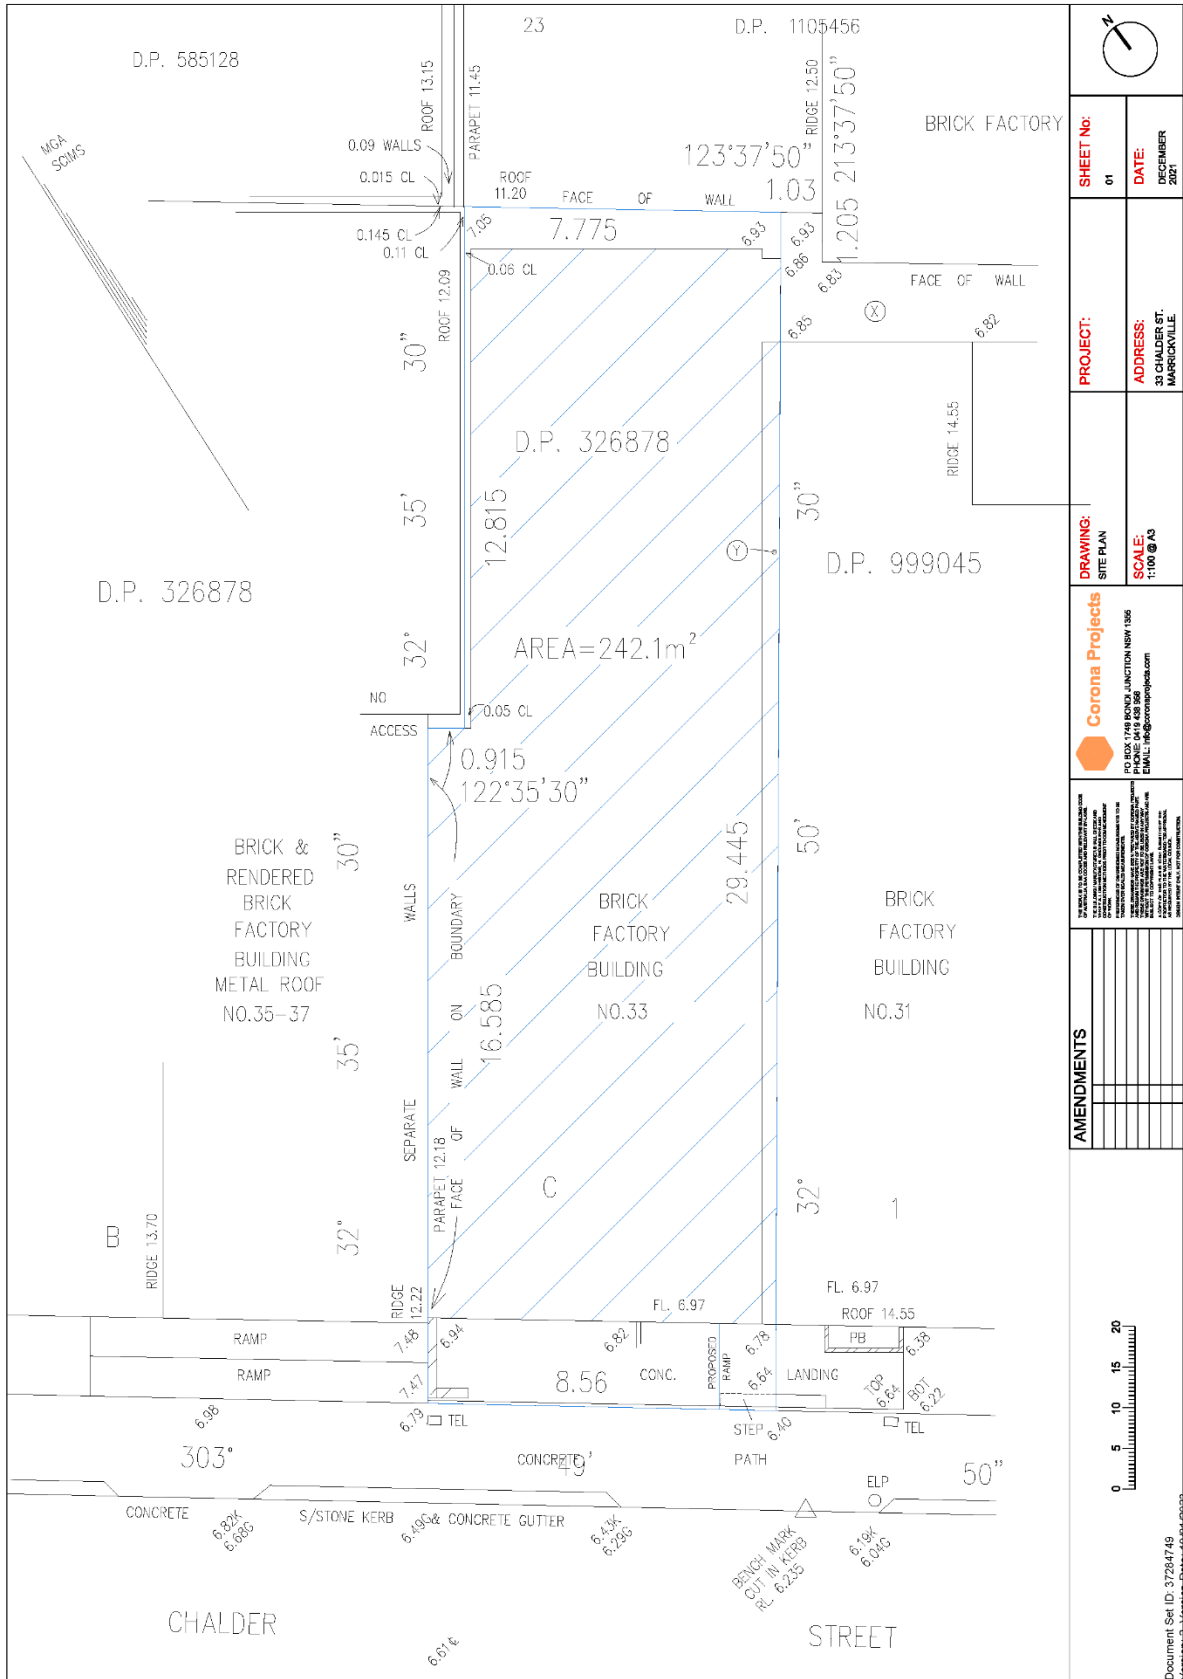 23
D.P. 1105456
D.P. 585128
ROOF 13.15
PARAPET 11.45
RIDGE 12.50
213°37'50"
BRICK FACTORY
MGA
SCIMS
0.09 WALLS
0.015 CL
123°37'50"
1.03
1.205
ROOF
11.20
FACE OF WALL
7.775
0.145 CL
0.11 CL
7.05
6.93
6.93
6.86
6.83
0.06 CL
ROOF 12.09
FACE OF WALL
X
6.85
6.82
30"
D.P. 326878
RIDGE 14.55
35'
12.815
30"
Y
D.P. 999045
D.P. 326878
32°
AREA=242.1m²
NO
ACCESS
0.05 CL
0.915
122°35'30"
BRICK &
RENDERED
BRICK
FACTORY
BUILDING
METAL ROOF
NO.35-37
30"
WALLS
BOUNDARY
29.445
50'
BRICK
FACTORY
BUILDING
NO.33
BRICK
FACTORY
BUILDING
NO.31
ON
16.585
35'
WALL
SEPARATE
OF
PARAPET 12.18
FACE
C
32°
1
B
RIDGE 13.70
32°
RIDGE
12.22
FL. 6.97
FL. 6.97
ROOF 14.55
RAMP
7.48
6.94
6.82
6.78
PB
6.38
RAMP
7.47
8.56
CONC.
PROPOSED
RAMP
6.64
LANDING
TOP
6.64
BOT
6.22
6.98
6.79
TEL
STEP
6.40
TEL
303°
CONCRETE
49'
PATH
50"
ELP
CONCRETE
6.82K
6.68G
S/STONE KERB & CONCRETE GUTTER
6.49G
6.43K
6.29G
BENCH MARK
CUT IN KERB
RL. 6.235
6.19K
6.04G
CHALDER
6.61 ℄
STREET
N
SHEET No:
01
DATE:
DECEMBER
2021
PROJECT:
ADDRESS:
33 CHALDER ST.
MARRICKVILLE.
DRAWING:
SITE PLAN
SCALE:
1:100 @ A3
Corona Projects
PO BOX 1749 BONDI JUNCTION NSW 1355
PHONE: 0419 438 956
EMAIL: info@coronaprojects.com
AMENDMENTS
0 5 10 15 20
Document Set ID: 37284749